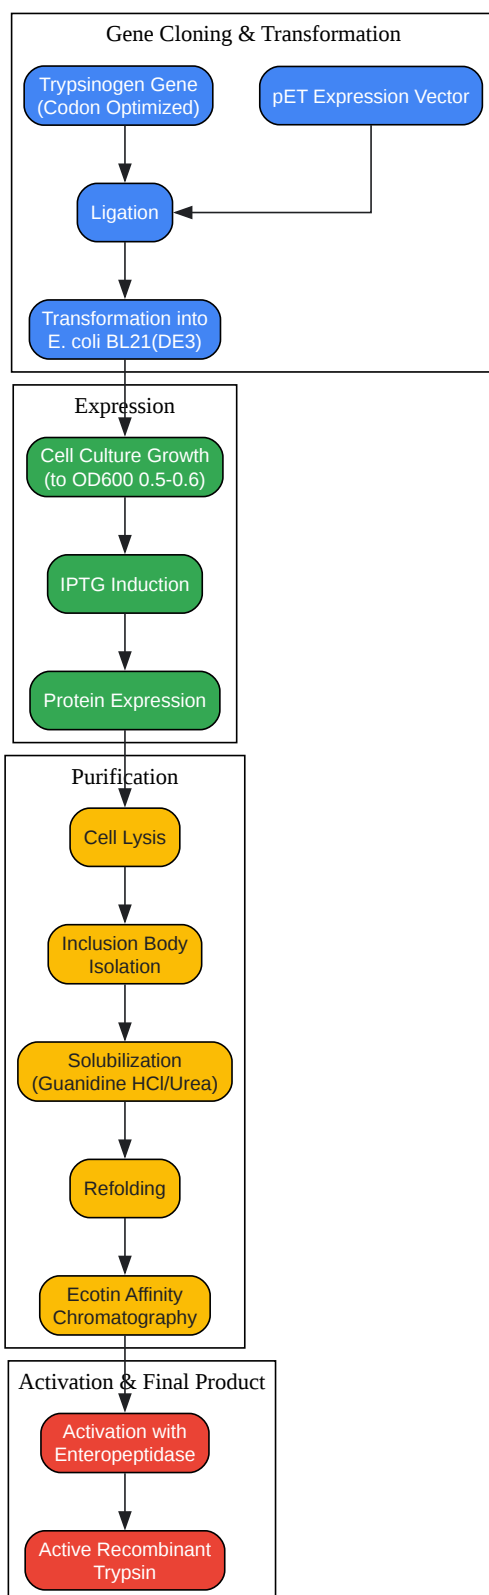 Gene Cloning & Transformation
Trypsinogen Gene
(Codon Optimized)
pET Expression Vector
Ligation
Transformation into
E. coli BL21(DE3)
Expression
Cell Culture Growth
(to OD600 0.5-0.6)
IPTG Induction
Protein Expression
Purification
Cell Lysis
Inclusion Body
Isolation
Solubilization
(Guanidine HCl/Urea)
Refolding
Ecotin Affinity
Chromatography
Activation & Final Product
Activation with
Enteropeptidase
Active Recombinant
Trypsin